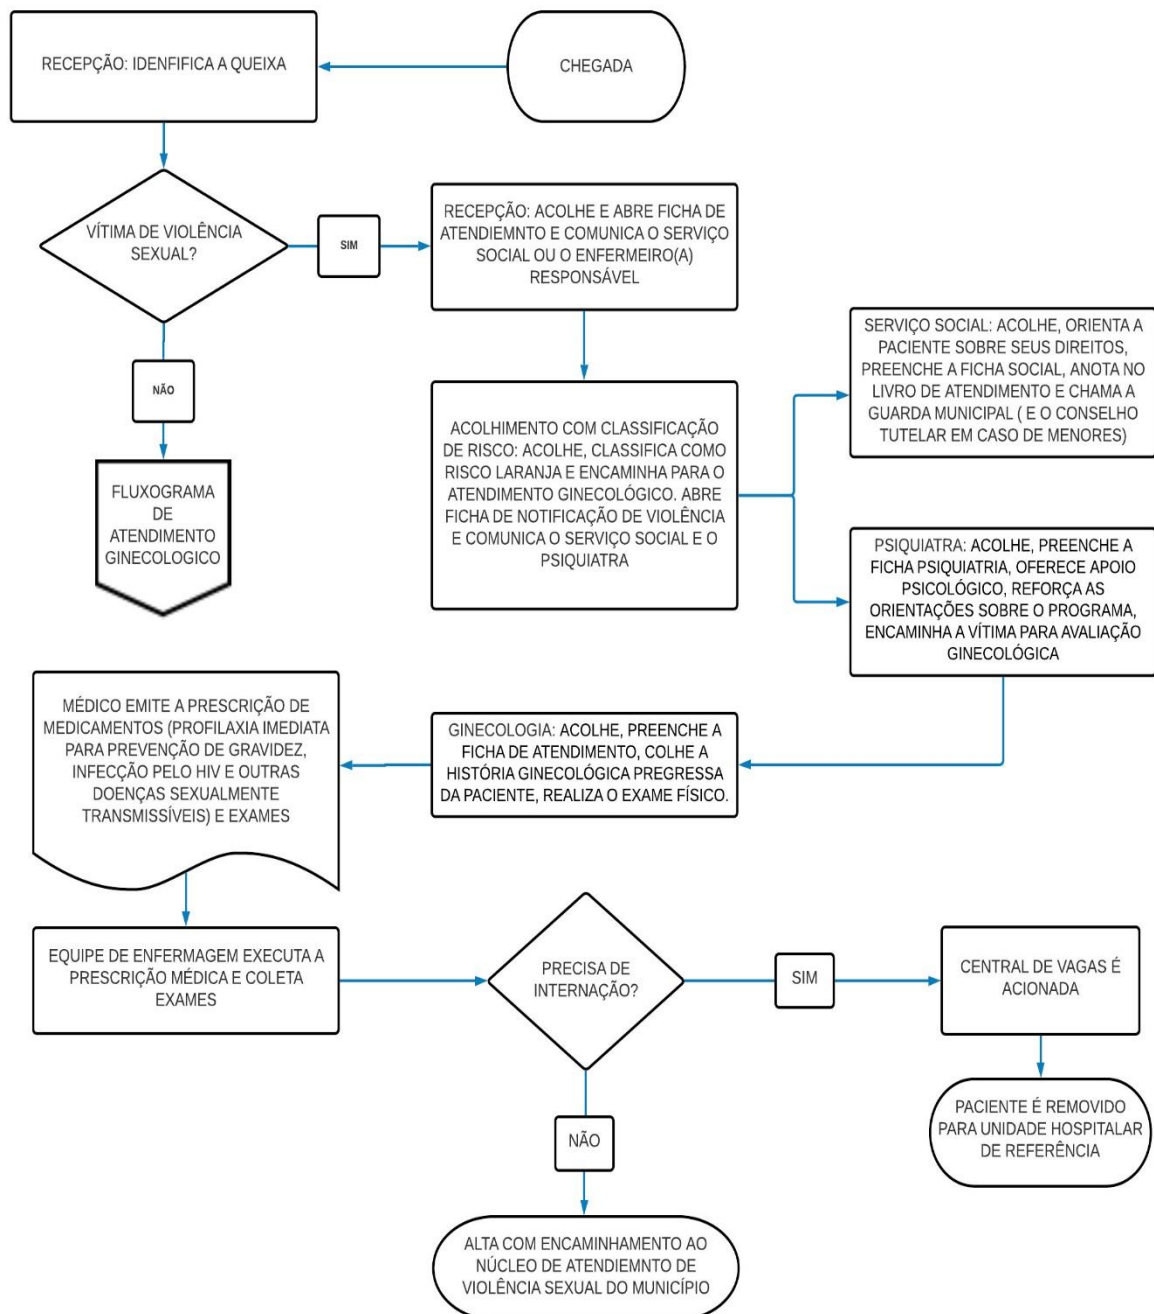 CHEGADA
RECEPÇÃO: IDENFIFICA A QUEIXA
VÍTIMA DE VIOLÊNCIA
SEXUAL?
SIM
RECEPÇÃO: ACOLHE E ABRE FICHA DE
ATENDIEMNTO E COMUNICA O SERVIÇO
SOCIAL OU O ENFERMEIRO(A)
RESPONSÁVEL
NÃO
FLUXOGRAMA
DE
ATENDIMENTO
GINECOLOGICO
ACOLHIMENTO COM CLASSIFICAÇÃO
DE RISCO: ACOLHE, CLASSIFICA COMO
RISCO LARANJA E ENCAMINHA PARA O
ATENDIMENTO GINECOLÓGICO. ABRE
FICHA DE NOTIFICAÇÃO DE VIOLÊNCIA
E COMUNICA O SERVIÇO SOCIAL E O
PSIQUIATRA
SERVIÇO SOCIAL: ACOLHE, ORIENTA A
PACIENTE SOBRE SEUS DIREITOS,
PREENCHE A FICHA SOCIAL, ANOTA NO
LIVRO DE ATENDIMENTO E CHAMA A
GUARDA MUNICIPAL ( E O CONSELHO
TUTELAR EM CASO DE MENORES)
PSIQUIATRA: ACOLHE, PREENCHE A
FICHA PSIQUIATRIA, OFERECE APOIO
PSICOLÓGICO, REFORÇA AS
ORIENTAÇÕES SOBRE O PROGRAMA,
ENCAMINHA A VÍTIMA PARA AVALIAÇÃO
GINECOLÓGICA
GINECOLOGIA: ACOLHE, PREENCHE A
FICHA DE ATENDIMENTO, COLHE A
HISTÓRIA GINECOLÓGICA PREGRESSA
DA PACIENTE, REALIZA O EXAME FÍSICO.
MÉDICO EMITE A PRESCRIÇÃO DE
MEDICAMENTOS (PROFILAXIA IMEDIATA
PARA PREVENÇÃO DE GRAVIDEZ,
INFECÇÃO PELO HIV E OUTRAS
DOENÇAS SEXUALMENTE
TRANSMISSÍVEIS) E EXAMES
EQUIPE DE ENFERMAGEM EXECUTA A
PRESCRIÇÃO MÉDICA E COLETA
EXAMES
PRECISA DE
INTERNAÇÃO?
SIM
CENTRAL DE VAGAS É
ACIONADA
PACIENTE É REMOVIDO
PARA UNIDADE HOSPITALAR
DE REFERÊNCIA
NÃO
ALTA COM ENCAMINHAMENTO AO
NÚCLEO DE ATENDIEMNTO DE
VIOLÊNCIA SEXUAL DO MUNICÍPIO